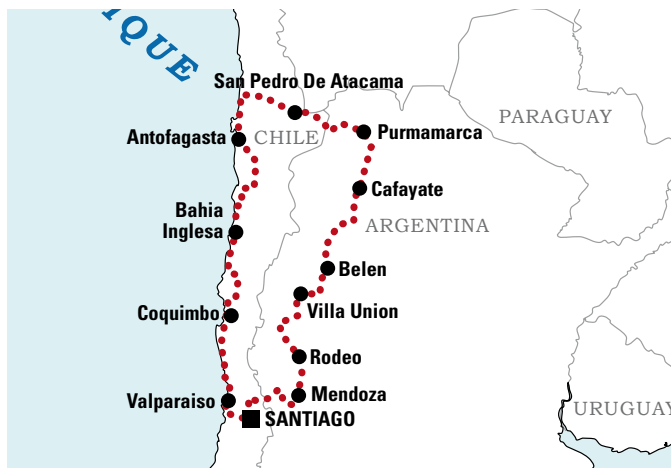 IQUE
San Pedro De Atacama
PARAGUAY
Antofagasta
CHILE
Purmamarca
Cafayate
Bahia
Inglesa
ARGENTINA
Belen
Coquimbo
Villa Union
Rodeo
Valparaiso
Mendoza
URUGUAY
SANTIAGO